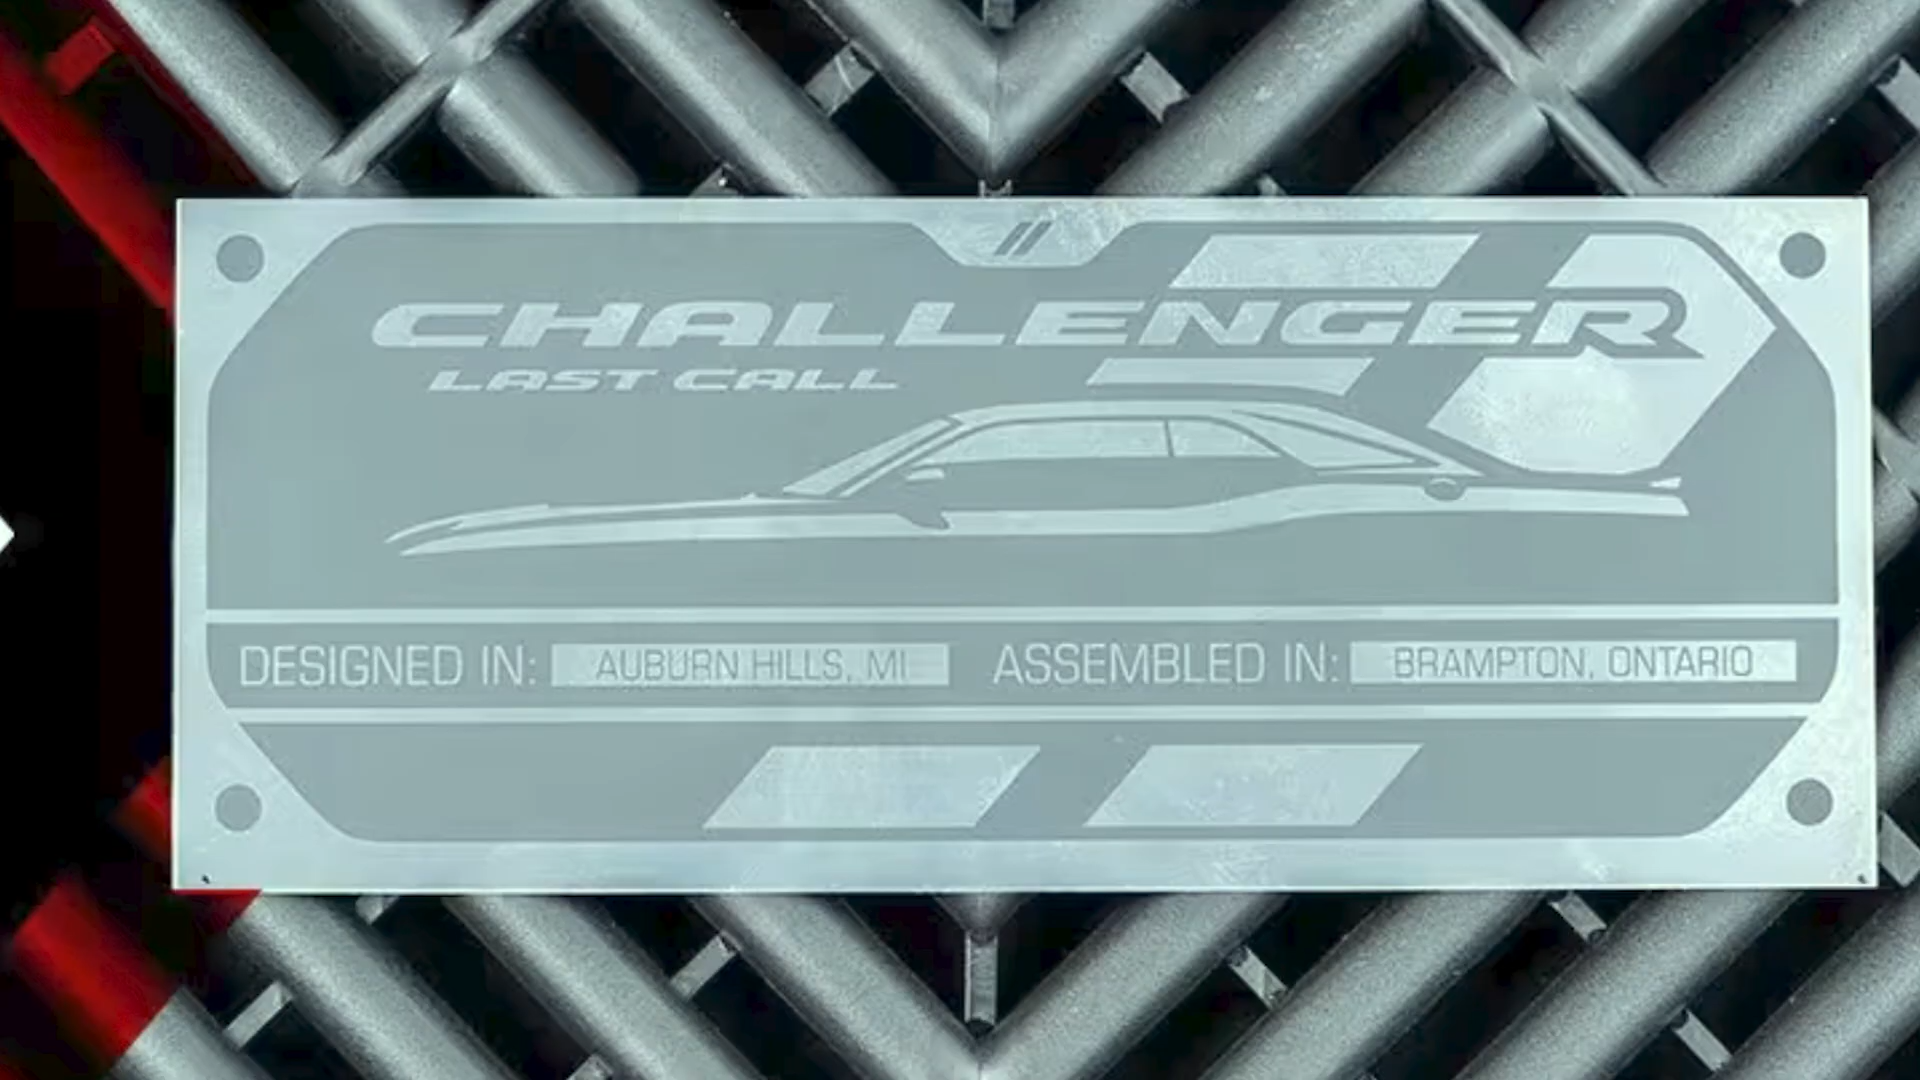 CHALLENGER
LAST CALL
DESIGNED IN: AUBURN HILLS, MI ASSEMBLED IN: BRAMPTON, ONTARIO